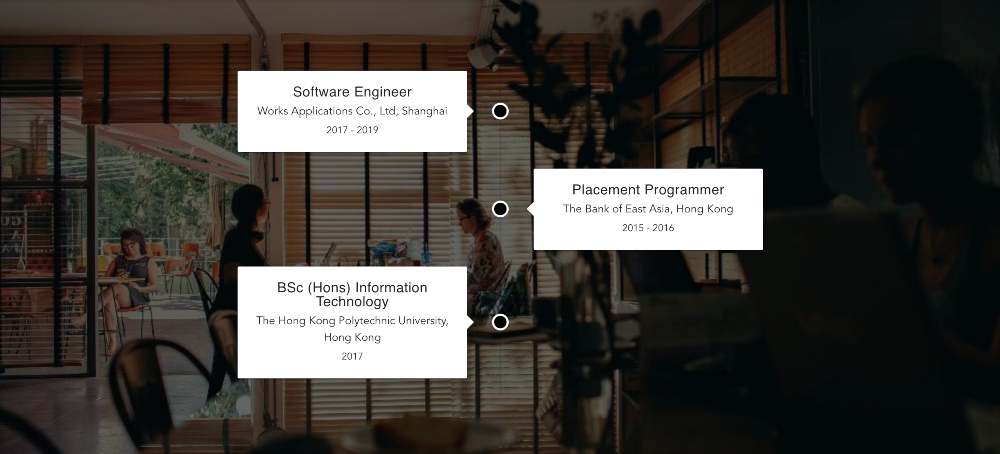 Software Engineer
Works Applications Co., Ltd, Shanghai
2017 - 2019
Placement Programmer
The Bank of East Asia, Hong Kong
2015 - 2016
BSc (Hons) Information
Technology
The Hong Kong Polytechnic University,
Hong Kong
2017